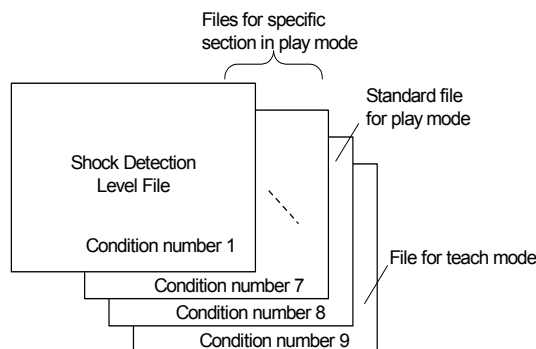 Files for specific
section in play mode
Standard file
for play mode
Shock Detection
Level File
Condition number 1
File for teach mode
Condition number 7
Condition number 8
Condition number 9